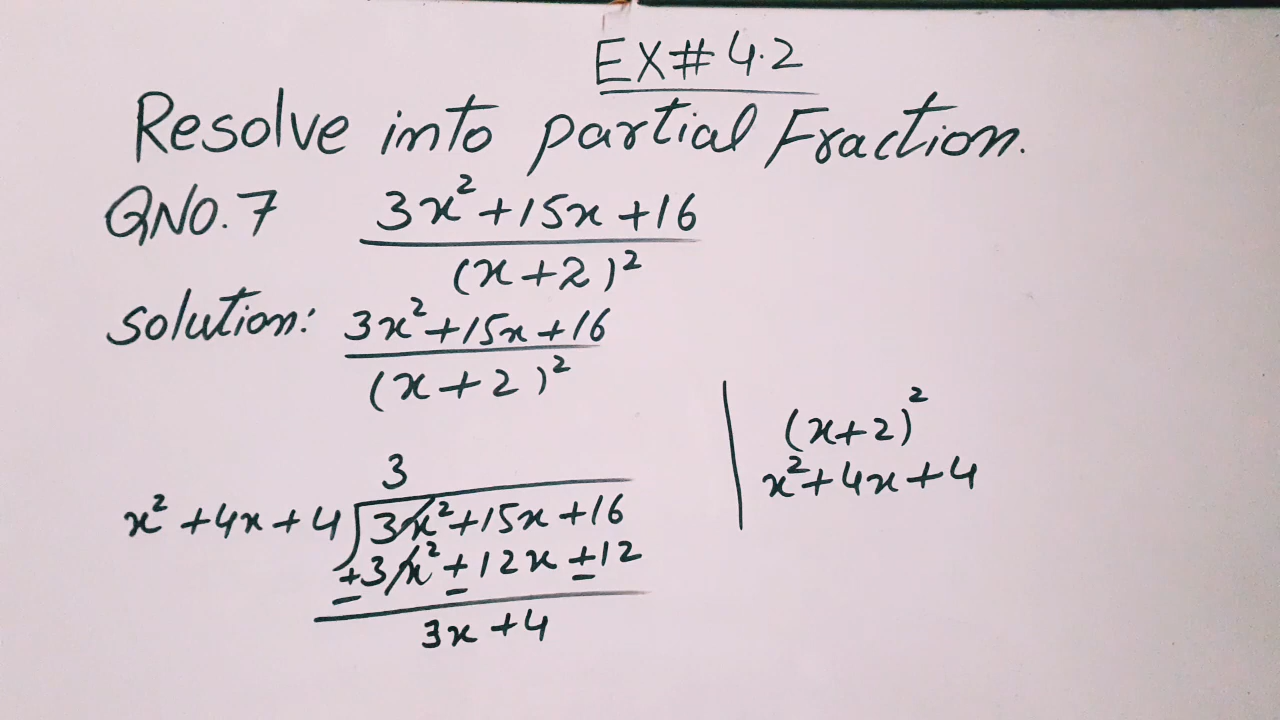 EX# 4.2
Resolve into partial Fraction.
QNO.7 3x²+15x+16
(x+2)²
solution: 3x²+15x+16
(x+2)²
(x+2)²
x²+4x+4
3
x²+4x+4 3x²+15x+16
±3x²±12x±12
3x+4